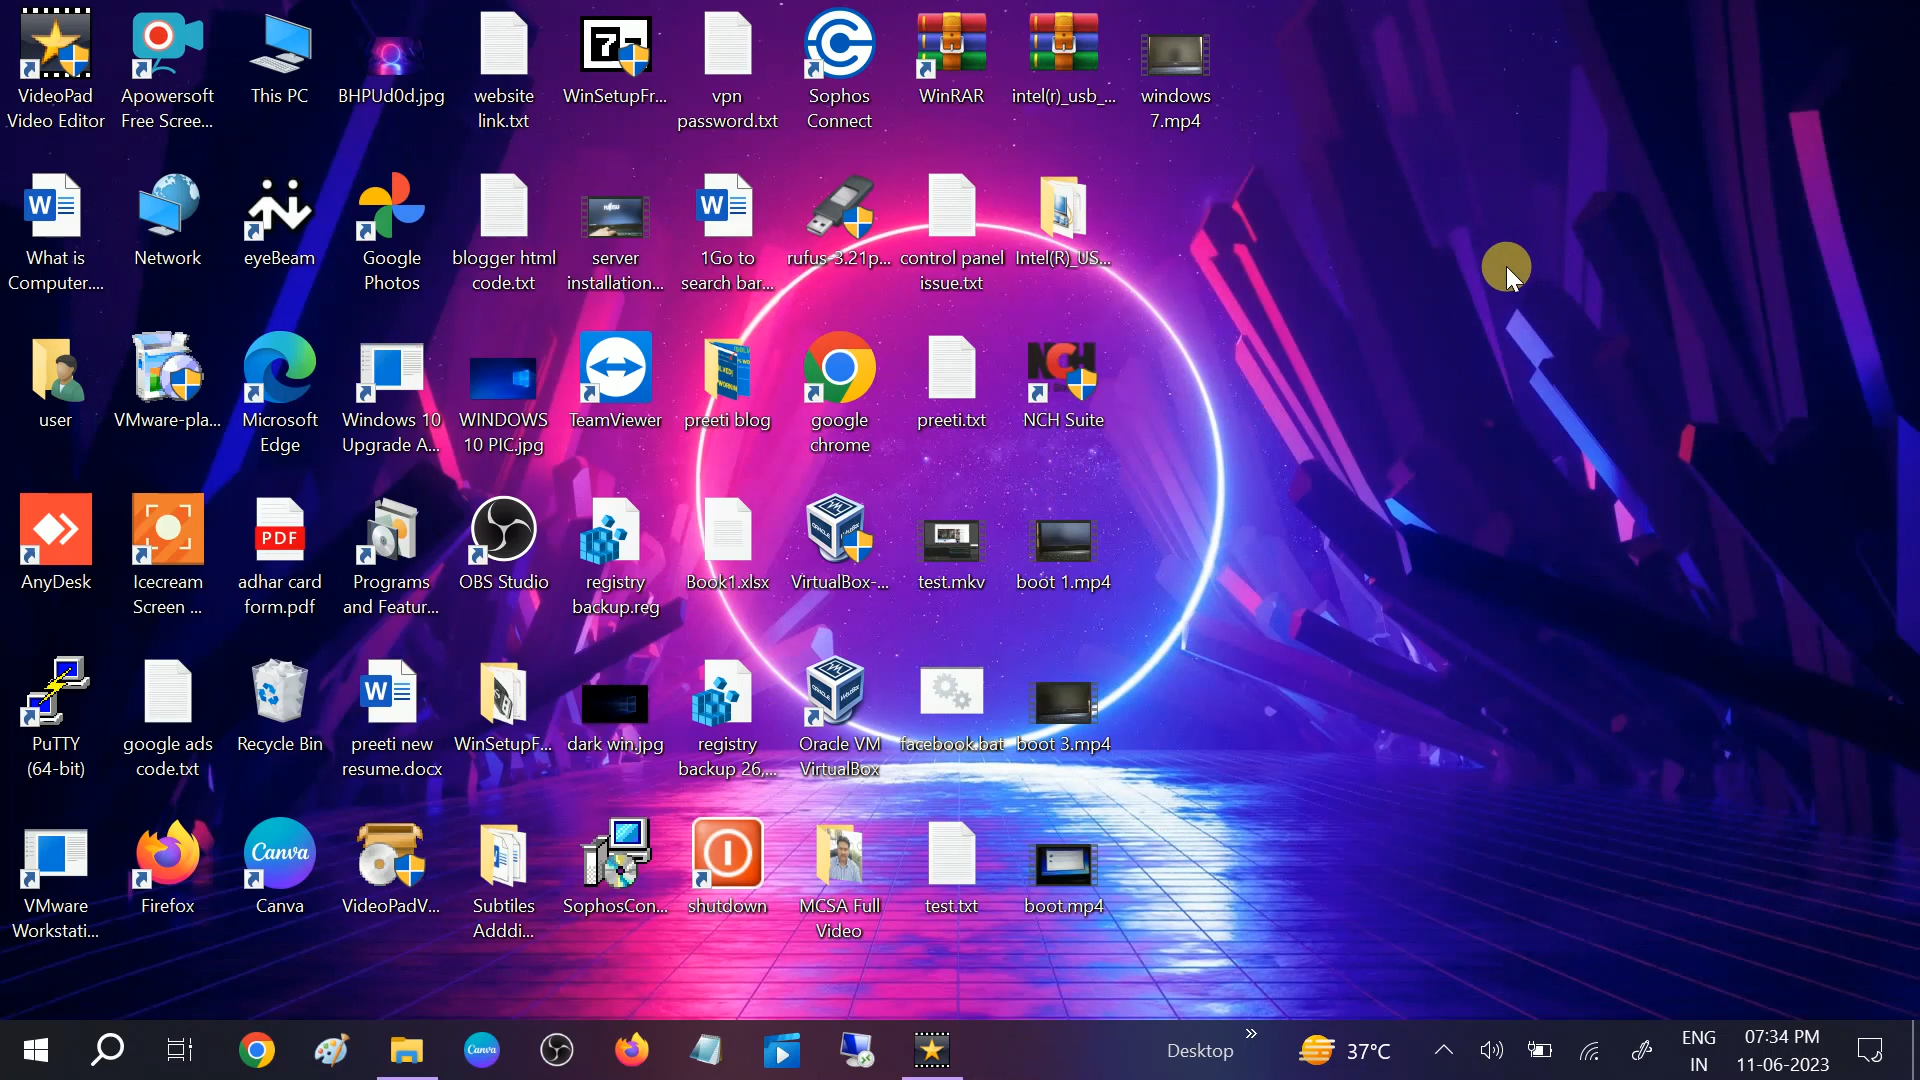 VideoPad
Video Editor
Apowersoft
Free Scree...
This PC
BHPUd0d.jpg
website
link.txt
WinSetupFr...
vpn
password.txt
Sophos
Connect
WinRAR
intel(r)_usb_...
windows
7.mp4
What is
Computer....
Network
eyeBeam
Google
Photos
blogger html
code.txt
server
installation...
1Go to
search bar...
rufus-3.21p...
control panel
issue.txt
Intel(R)_US...
user
VMware-pla...
Microsoft
Edge
Windows 10
Upgrade A...
WINDOWS
10 PIC.jpg
TeamViewer
preeti blog
google
chrome
preeti.txt
NCH
NCH Suite
AnyDesk
Icecream
Screen ...
PDF
adhar card
form.pdf
Programs
and Featur...
OBS Studio
registry
backup.reg
Book1.xlsx
VirtualBox-...
test.mkv
boot 1.mp4
PuTTY
(64-bit)
google ads
code.txt
Recycle Bin
preeti new
resume.docx
WinSetupF...
dark win.jpg
registry
backup 26,...
Oracle VM
VirtualBox
facebook.bat
boot 3.mp4
VMware
Workstati...
Firefox
Canva
Canva
VideoPadV...
Subtiles
Adddi...
SophosCon...
shutdown
MCSA Full
Video
test.txt
boot.mp4
Canva
Desktop
37°C
ENG
IN
07:34 PM
11-06-2023